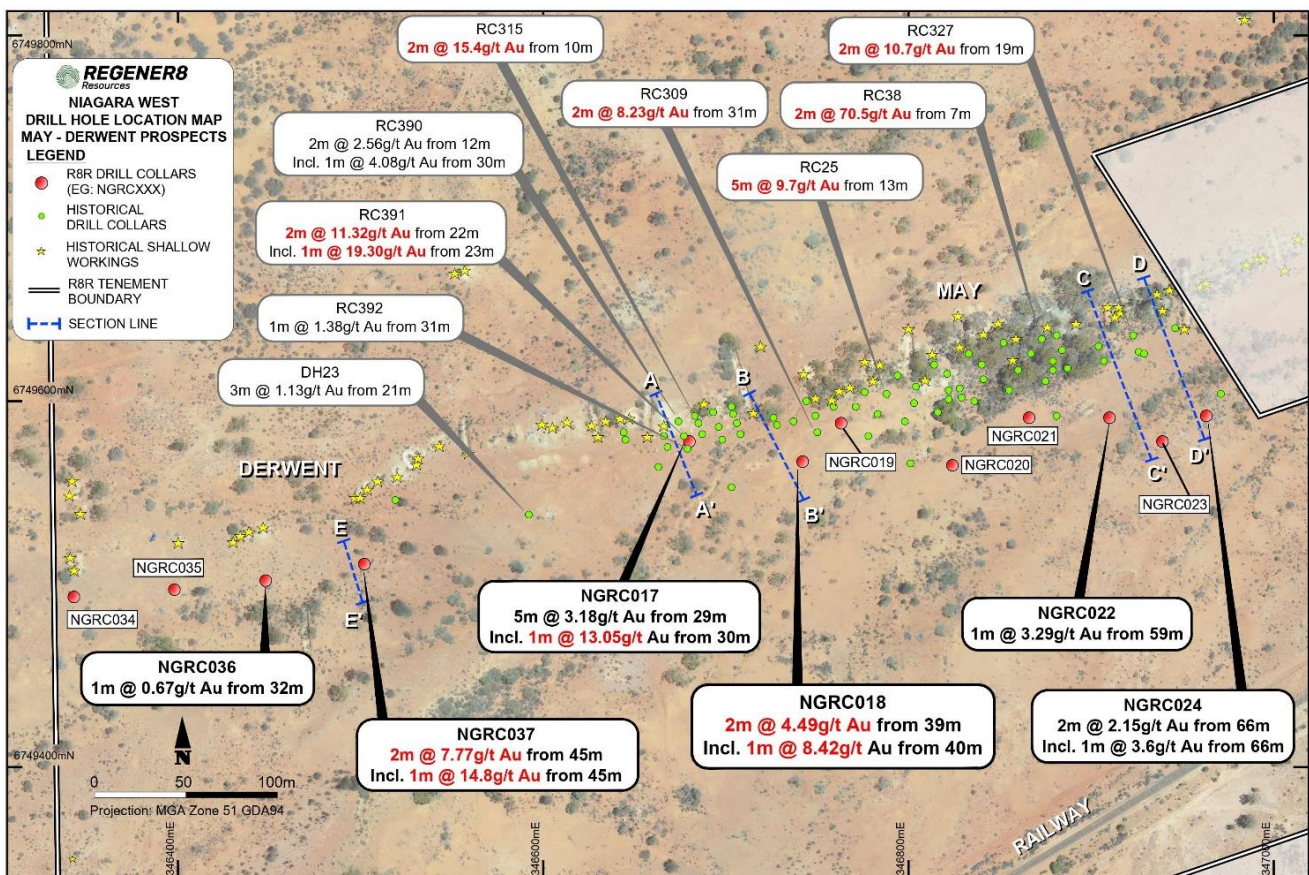 6749800mN
REGENER8
Resources
NIAGARA WEST
DRILL HOLE LOCATION MAP
MAY - DERWENT PROSPECTS
LEGEND
R8R DRILL COLLARS
(EG: NGRCXXX)
HISTORICAL
DRILL COLLARS
HISTORICAL SHALLOW
WORKINGS
R8R TENEMENT
BOUNDARY
SECTION LINE
RC315
2m @ 15.4g/t Au from 10m
RC327
2m @ 10.7g/t Au from 19m
RC309
2m @ 8.23g/t Au from 31m
RC38
2m @ 70.5g/t Au from 7m
RC390
2m @ 2.56g/t Au from 12m
Incl. 1m @ 4.08g/t Au from 30m
RC25
5m @ 9.7g/t Au from 13m
RC391
2m @ 11.32g/t Au from 22m
Incl. 1m @ 19.30g/t Au from 23m
RC392
1m @ 1.38g/t Au from 31m
DH23
3m @ 1.13g/t Au from 21m
MAY
C
D
A
B
6749600mN
DERWENT
NGRC019
NGRC021
NGRC020
C'
D'
NGRC023
A'
B'
E
E'
NGRC035
NGRC034
NGRC036
1m @ 0.67g/t Au from 32m
NGRC017
5m @ 3.18g/t Au from 29m
Incl. 1m @ 13.05g/t Au from 30m
NGRC022
1m @ 3.29g/t Au from 59m
NGRC018
2m @ 4.49g/t Au from 39m
Incl. 1m @ 8.42g/t Au from 40m
NGRC024
2m @ 2.15g/t Au from 66m
Incl. 1m @ 3.6g/t Au from 66m
NGRC037
2m @ 7.77g/t Au from 45m
Incl. 1m @ 14.8g/t Au from 45m
6749400mN
N
0 50 100m
Projection: MGA Zone 51 GDA94
RAILWAY
346400mE
346600mE
346800mE
347000mE